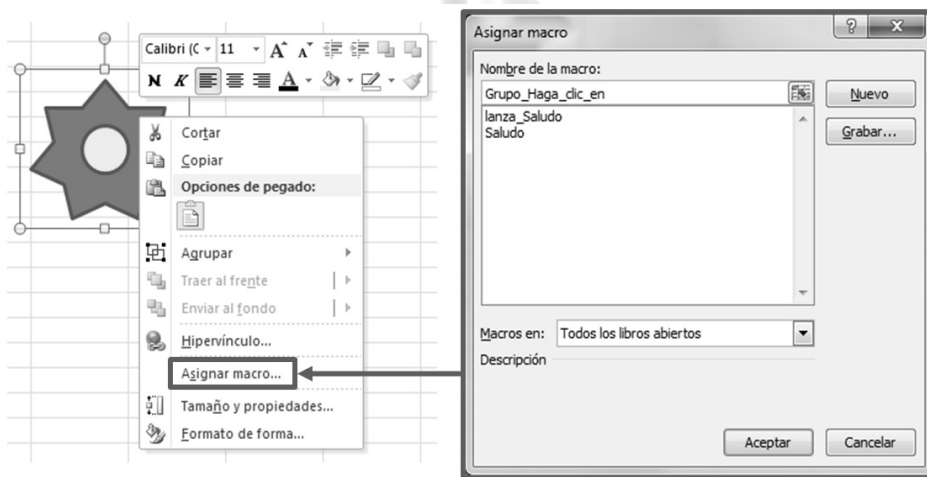 Calibri (C 11 A A
N K A
Cortar
Copiar
Opciones de pegado:
Agrupar
Traer al frente
Enviar al fondo
Hipervínculo...
Asignar macro...
Tamaño y propiedades...
Formato de forma...
Asignar macro
? X
Nombre de la macro:
Grupo_Haga_clic_en
Nuevo
lanza_Saludo
Saludo
Grabar...
Macros en: Todos los libros abiertos
Descripción
Aceptar Cancelar